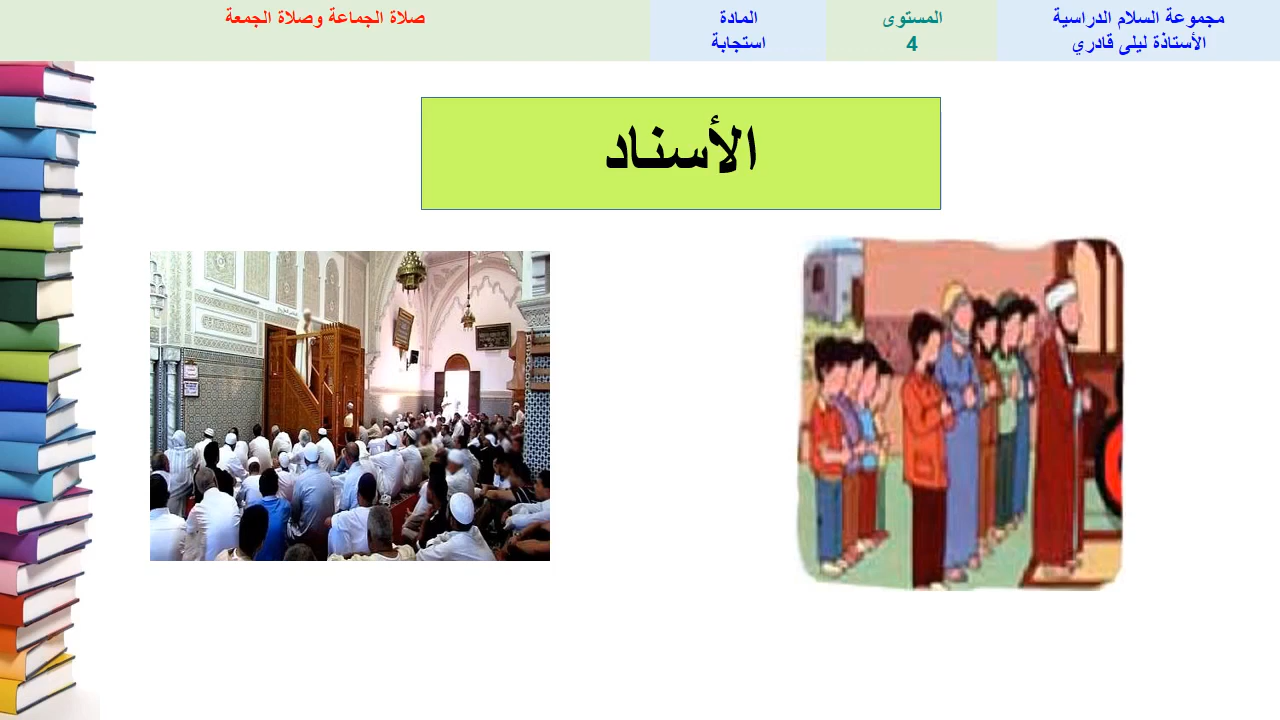 مجموعة السلام الدراسية
الأستاذة ليلى قادري
المستوى
4
المادة
استجابة
صلاة الجماعة وصلاة الجمعة
الأسناد